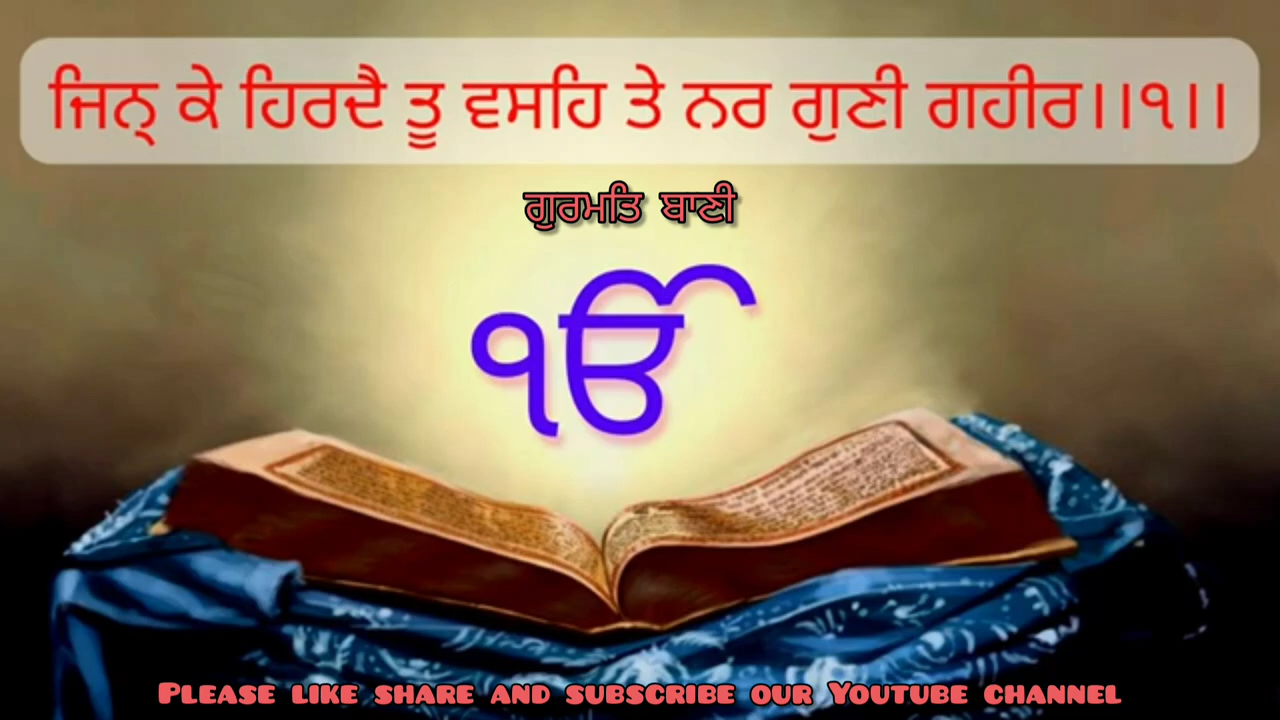 ਜਿਨ੍ ਕੇ ਹਿਰਦੈ ਤੂ ਵਸਹਿ ਤੇ ਨਰ ਗੁਣੀ ਗਹੀਰ।।੧।।
ਗੁਰਮਤਿ ਬਾਣੀ
ੴ
Please like share and subscribe our Youtube channel